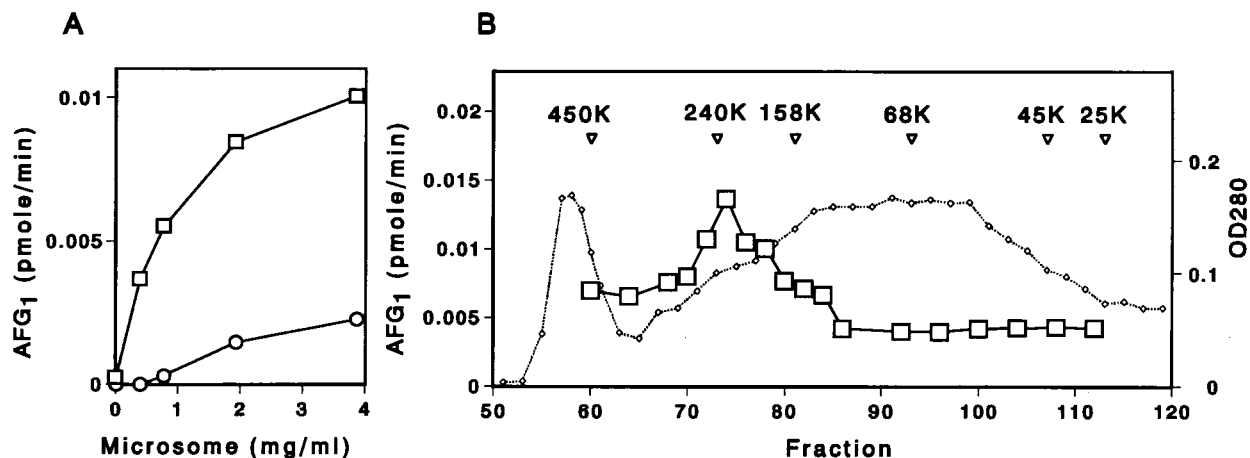 A
AFG1 (pmole/min)
0.01
0.005
0
0 1 2 3 4
Microsome (mg/ml)
B
AFG1 (pmole/min)
0.02
0.015
0.01
0.005
0
450K 240K 158K 68K 45K 25K
0.2
0.1
0
OD280
50 60 70 80 90 100 110 120
Fraction